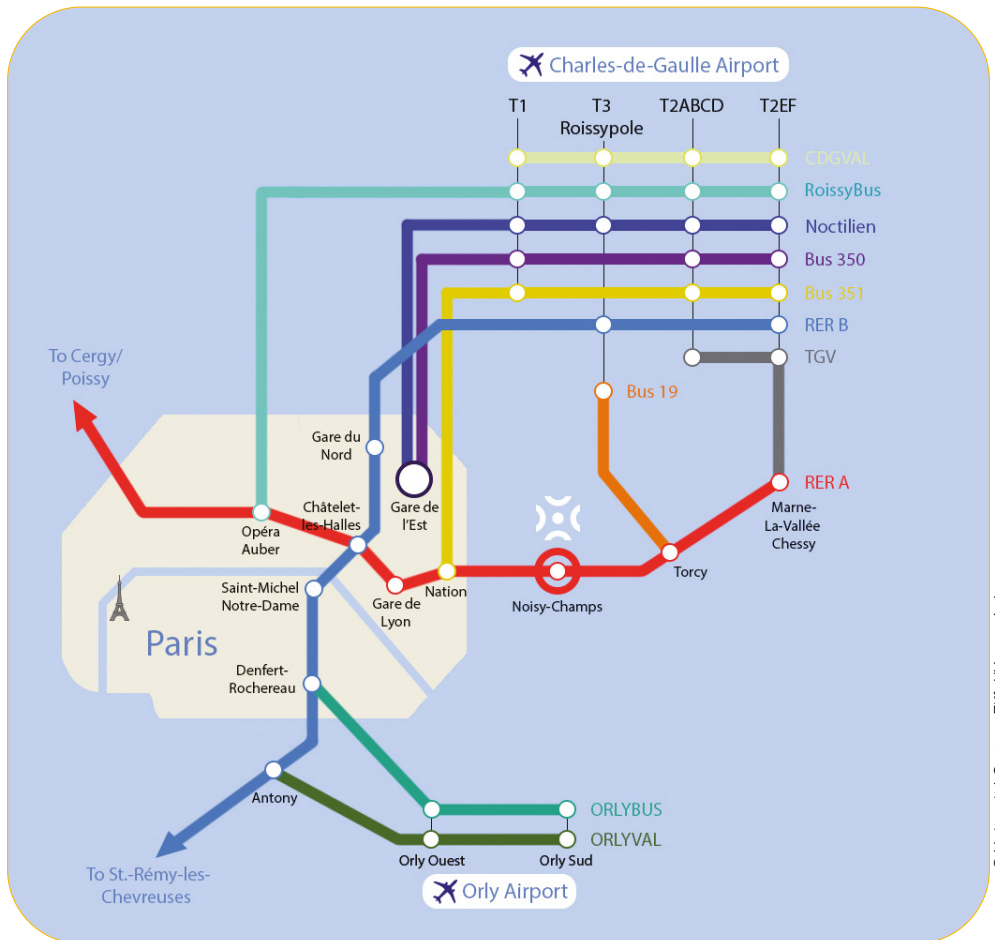 Charles-de-Gaulle Airport
T1
T3
T2ABCD
T2EF
Roissypole
CDGVAL
RoissyBus
Noctilien
Bus 350
Bus 351
RER B
TGV
To Cergy/
Poissy
Bus 19
Gare du
Nord
RER A
Châtelet-
les-Halles
Gare de
l'Est
Marne-
La-Vallée
Chessy
Opéra
Auber
Torcy
Saint-Michel
Notre-Dame
Gare de
Lyon
Nation
Noisy-Champs
Paris
Denfert-
Rochereau
Antony
ORLYBUS
ORLYVAL
Orly Ouest
Orly Sud
To St.-Rémy-les-
Chevreuses
Orly Airport